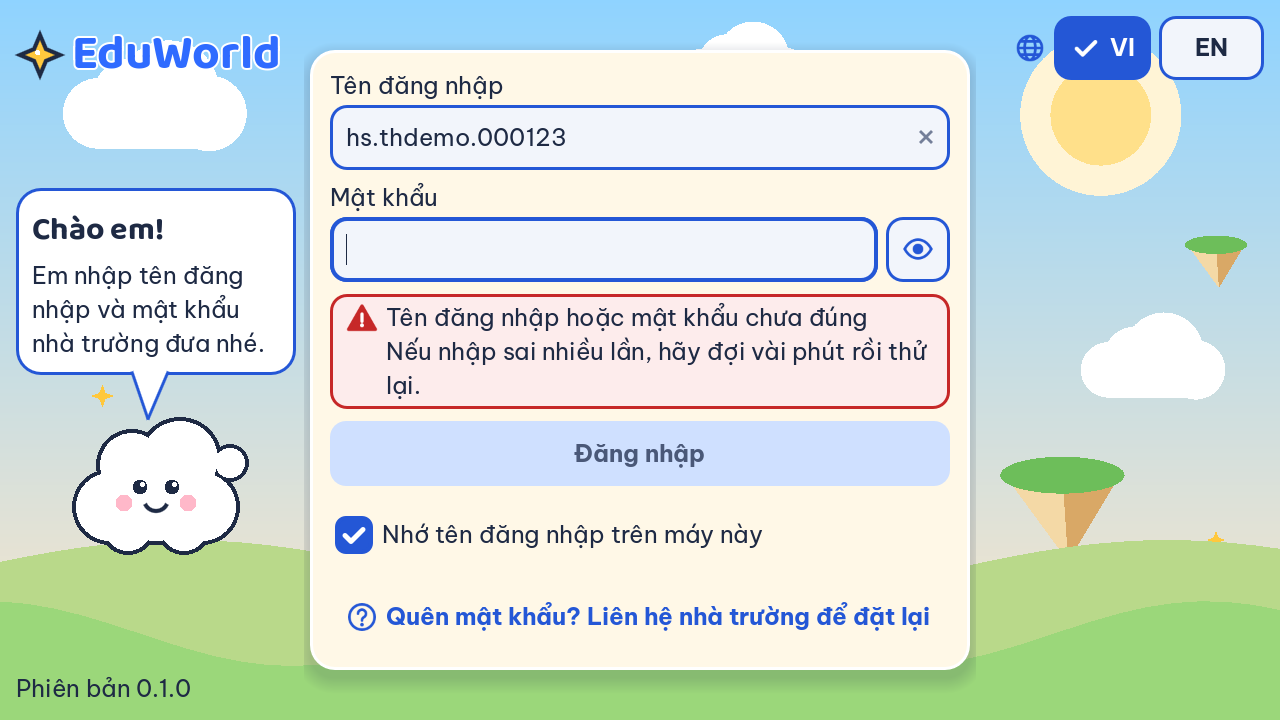 EduWorld
VI
EN
Tên đăng nhập
hs.thdemo.000123
Mật khẩu
Chào em!
Em nhập tên đăng
nhập và mật khẩu
nhà trường đưa nhé.
Tên đăng nhập hoặc mật khẩu chưa đúng
Nếu nhập sai nhiều lần, hãy đợi vài phút rồi thử
lại.
Đăng nhập
Nhớ tên đăng nhập trên máy này
Quên mật khẩu? Liên hệ nhà trường để đặt lại
Phiên bản 0.1.0